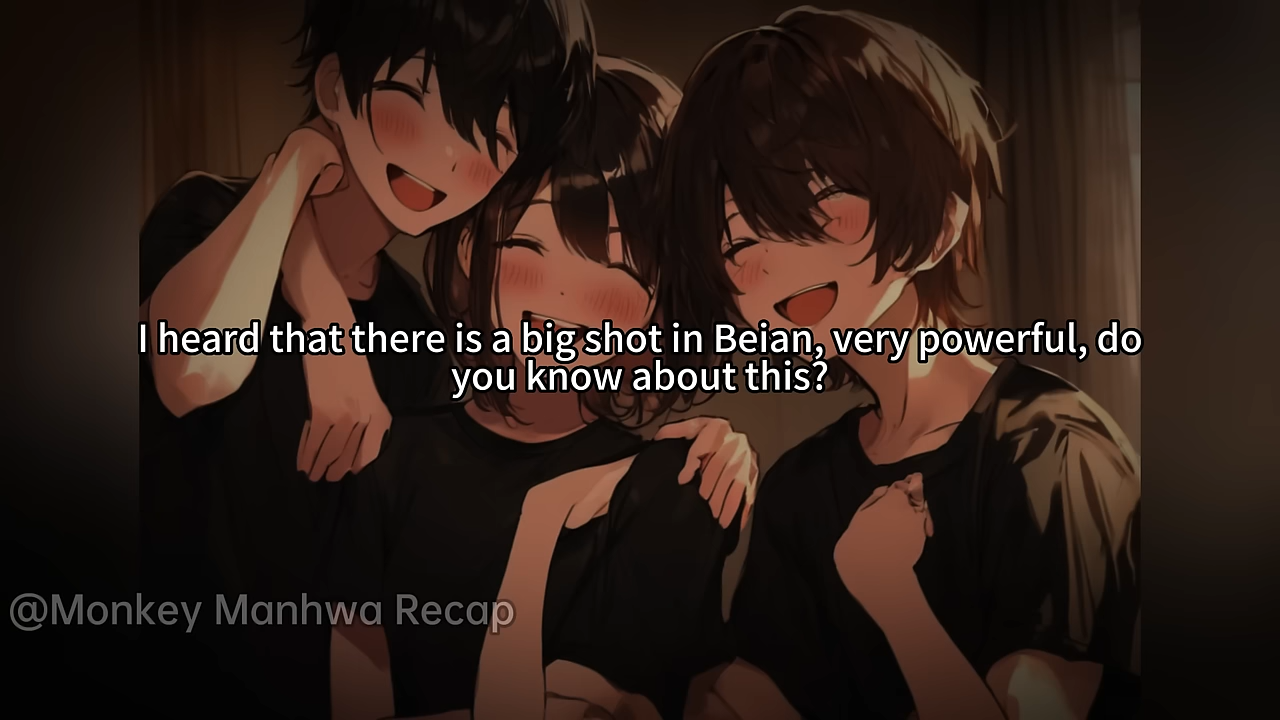 I heard that there is a big shot in Beian, very powerful, do
you know about this?
@Monkey Manhwa Recap